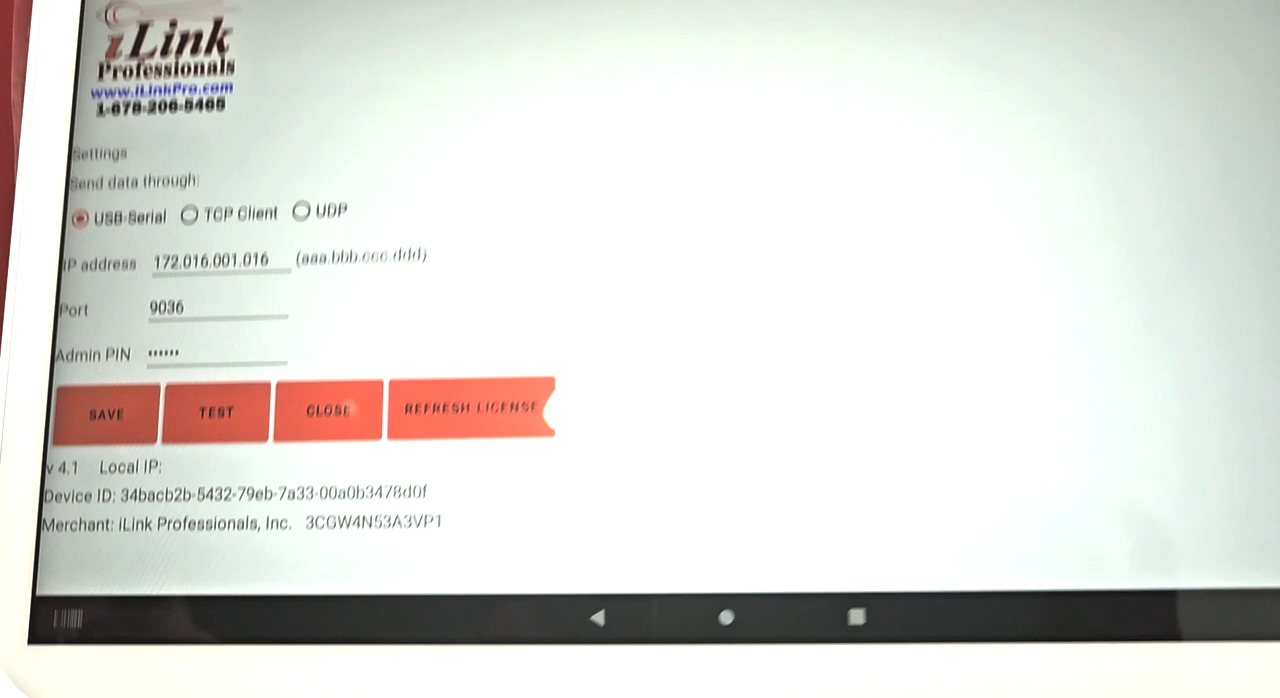 iLink
Professionals
www.iLinkPro.com
1-678-206-5465
Settings
Send data through:
USB-Serial TCP Client UDP
IP address 172.016.001.016 (aaa.bbb.ccc.ddd)
Port 9036
Admin PIN ••••••
SAVE TEST CLOSE REFRESH LICENSE
v 4.1 Local IP:
Device ID: 34bacb2b-5432-79eb-7a33-00a0b3478d0f
Merchant: iLink Professionals, Inc. 3CGW4N53A3VP1